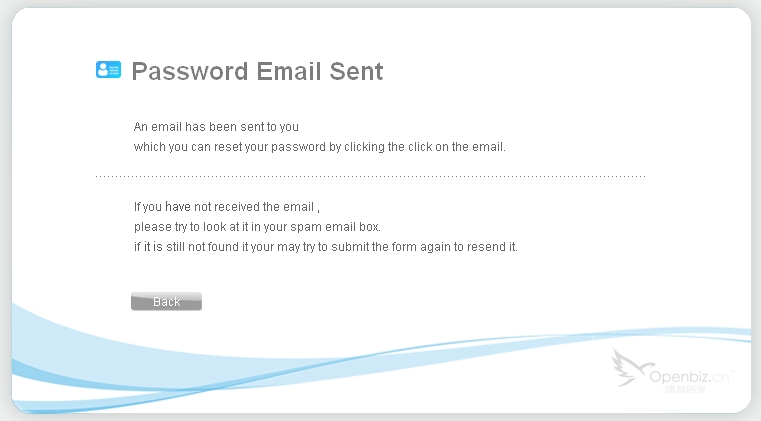 Password Email Sent
An email has been sent to you
which you can reset your password by clicking the click on the email.
If you have not received the email ,
please try to look at it in your spam email box.
if it is still not found it your may try to submit the form again to resend it.
Back
Openbiz.cn™